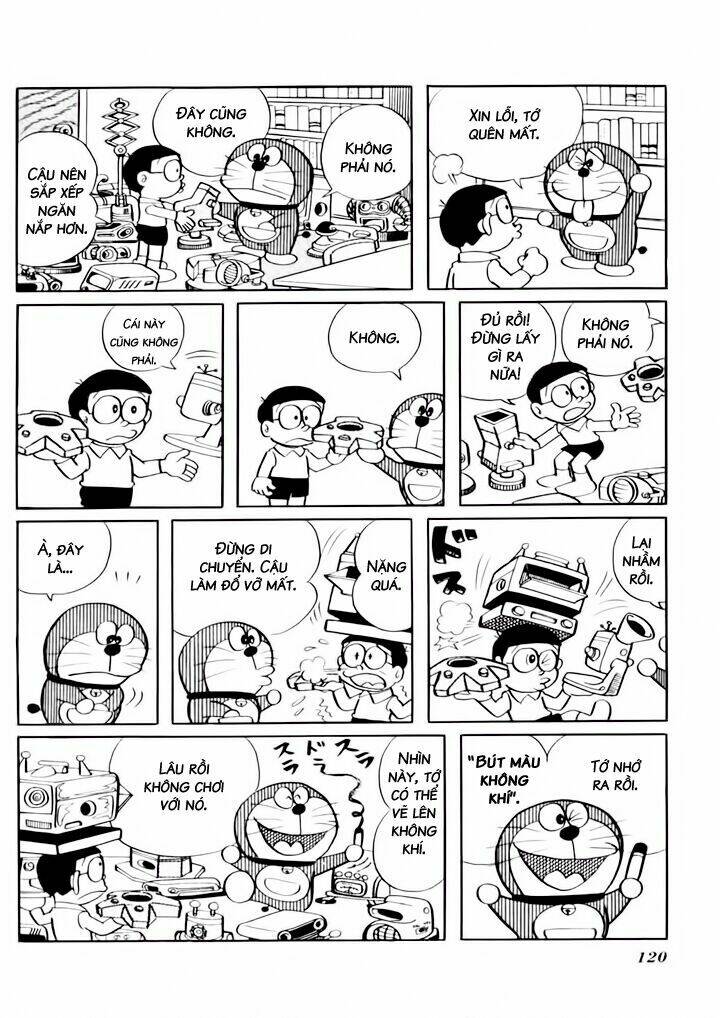 XIN LỖI, TỚ
QUÊN MẤT.
KHÔNG
PHẢI NÓ.
ĐÂY CŨNG
KHÔNG.
CẬU NÊN
SẮP XẾP
NGĂN
NẮP HƠN.
KHÔNG
PHẢI NÓ.
ĐỦ RỒI!
ĐỪNG LẤY
GÌ RA
NỮA!
KHÔNG.
CÁI NÀY
CŨNG KHÔNG
PHẢI.
LẠI
NHẦM
RỒI.
NẶNG
QUÁ.
ĐỪNG DI
CHUYỂN. CẬU
LÀM ĐỔ VỠ MẤT.
À, ĐÂY
LÀ...
TỚ NHỚ
RA RỒI.
"BÚT MÀU
KHÔNG
KHÍ".
NHÌN
NÀY, TỚ
CÓ THỂ
VẼ LÊN
KHÔNG
KHÍ.
LÂU RỒI
KHÔNG CHƠI
VỚI NÓ.
120